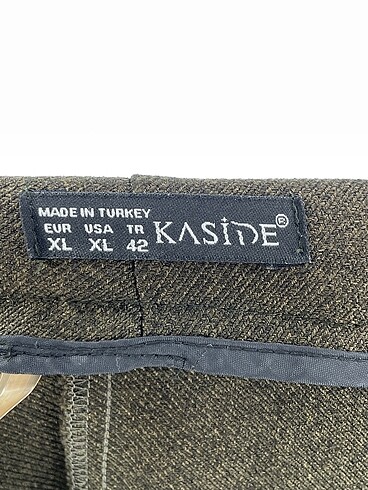 MADE IN TURKEY
EUR USA TR
XL XL 42
KASİDE®